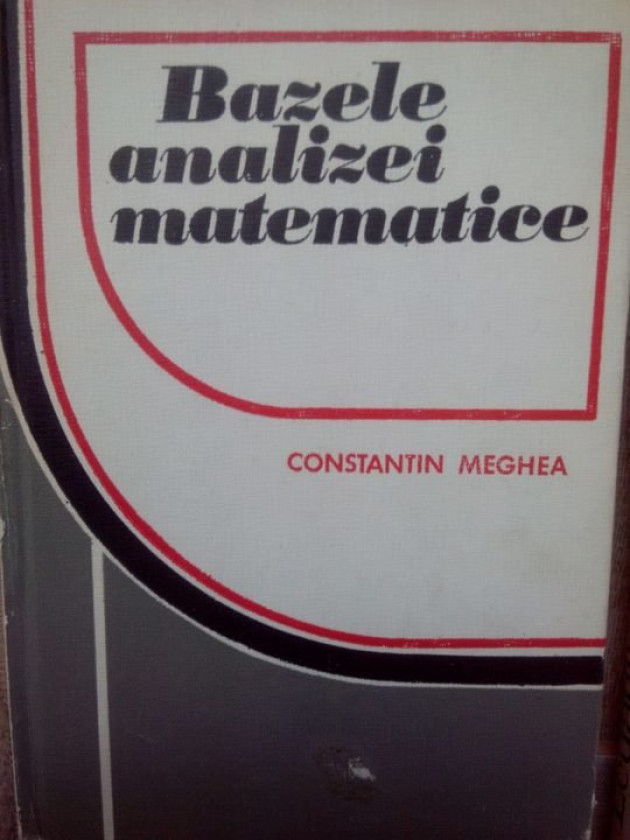 Bazele
analizei
matematice
CONSTANTIN MEGHEA